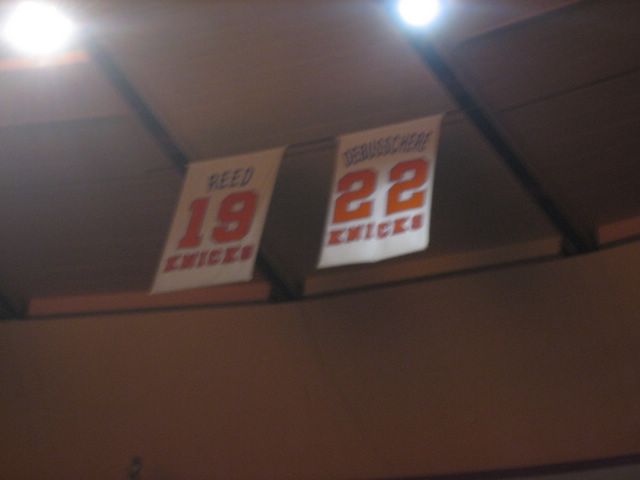 REED
19
KNICKS
DEBUSSCHERE
22
KNICKS